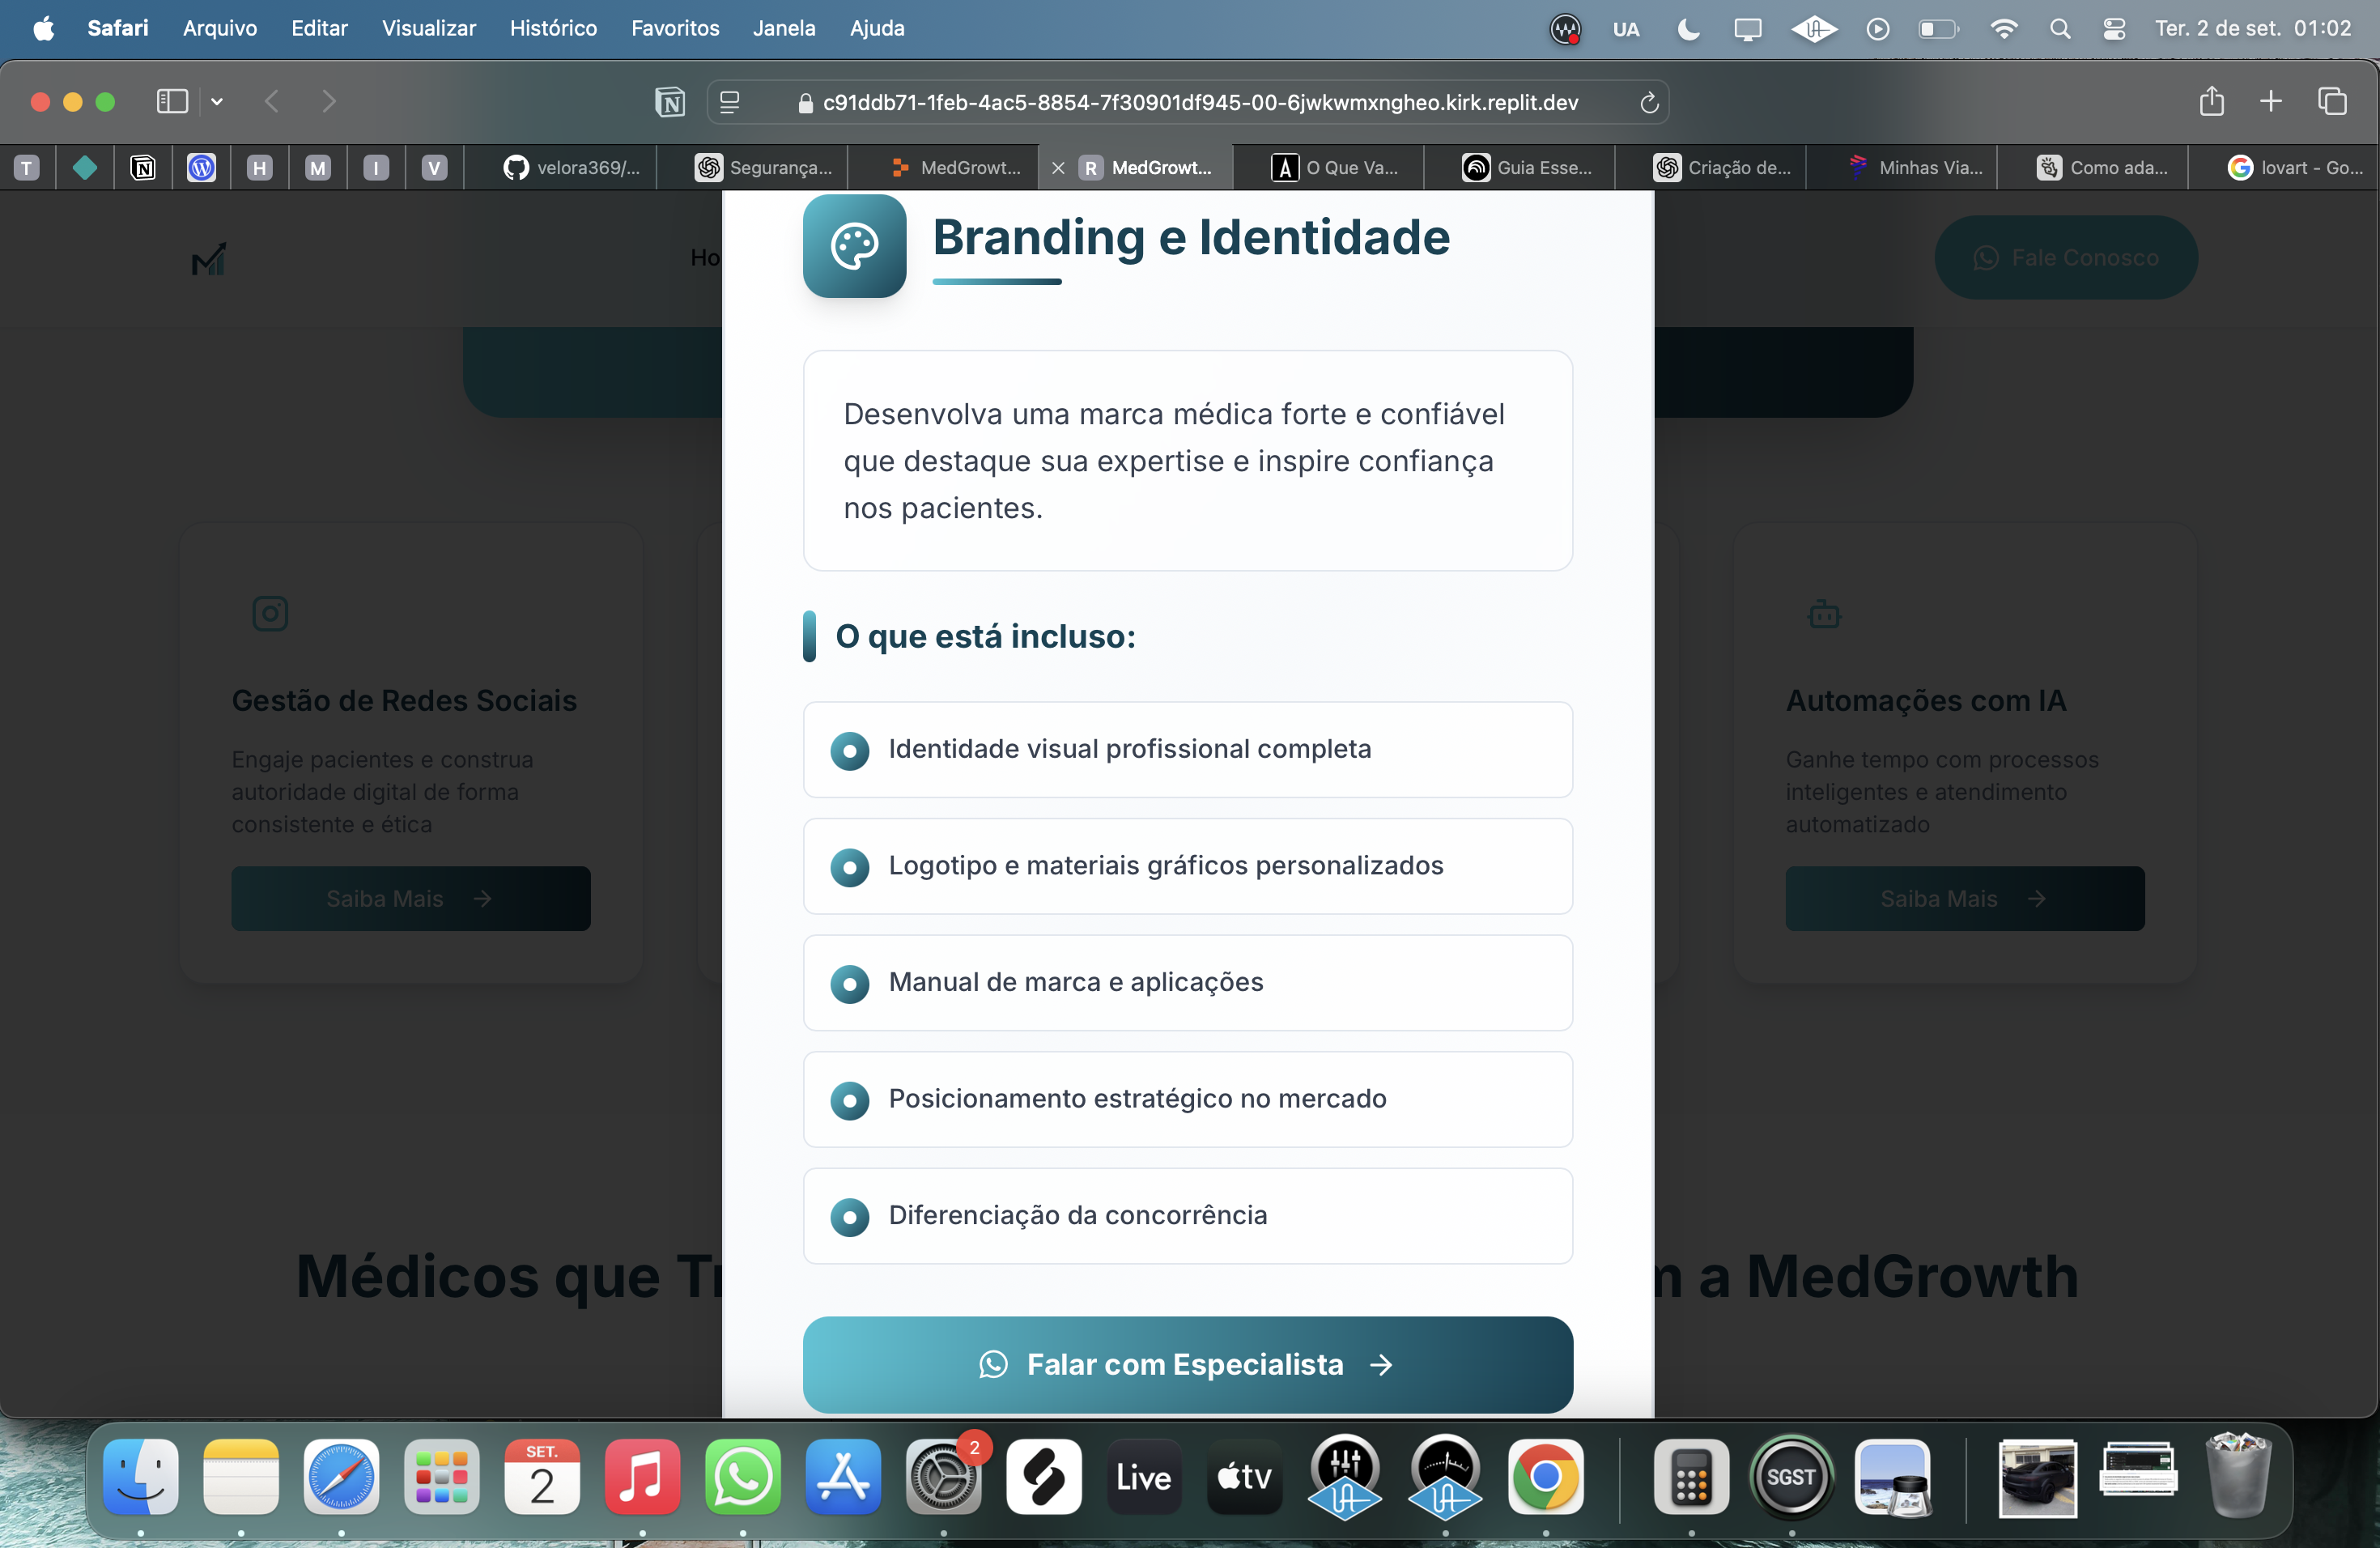 Safari Arquivo Editar Visualizar Histórico Favoritos Janela Ajuda UA Ter. 2 de set. 01:02
c91ddb71-1feb-4ac5-8854-7f30901df945-00-6jwkwmxngheo.kirk.replit.dev
T H M I V velora369/... Segurança... MedGrowt... R MedGrowt... A O Que Va... Guia Esse... Criação de... Minhas Via... Como ada... lovart - Go...
Ho
Fale Conosco
Branding e Identidade
Desenvolva uma marca médica forte e confiável
que destaque sua expertise e inspire confiança
nos pacientes.
O que está incluso:
Identidade visual profissional completa
Logotipo e materiais gráficos personalizados
Manual de marca e aplicações
Posicionamento estratégico no mercado
Diferenciação da concorrência
Falar com Especialista
Gestão de Redes Sociais
Engaje pacientes e construa
autoridade digital de forma
consistente e ética
Saiba Mais
Automações com IA
Ganhe tempo com processos
inteligentes e atendimento
automatizado
Saiba Mais
Médicos que T
a MedGrowth
SET.
2
2
Live
tv
UA
UA
SGST